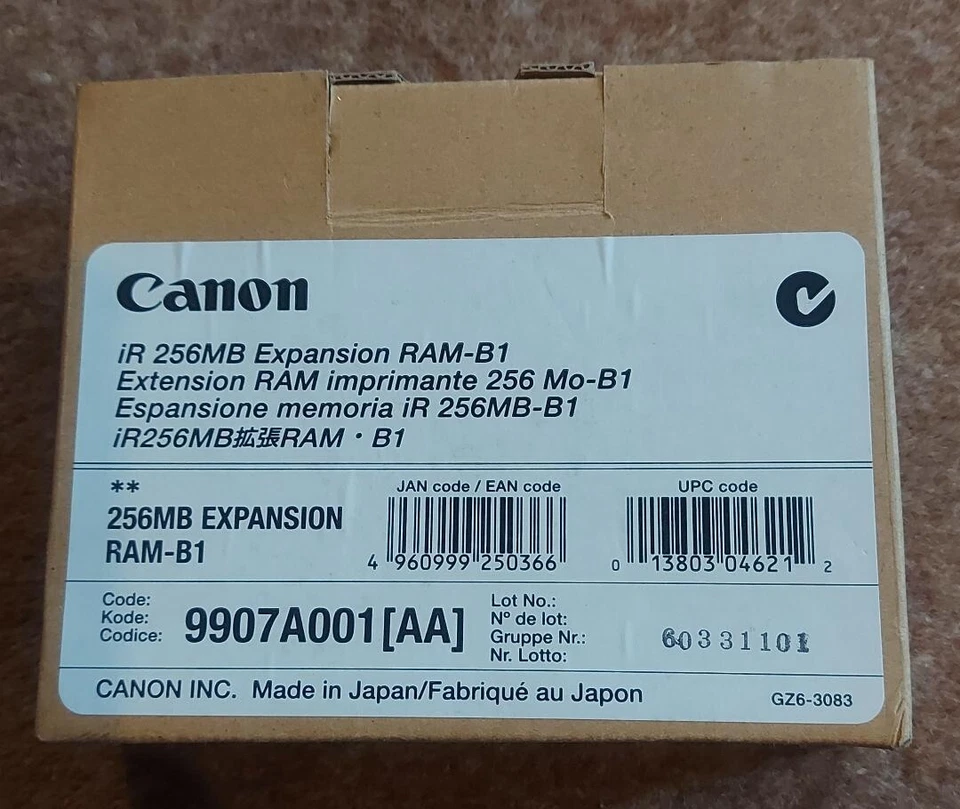 Canon
iR 256MB Expansion RAM-B1
Extension RAM imprimante 256 Mo-B1
Espansione memoria iR 256MB-B1
iR256MB拡張RAM・B1
**
256MB EXPANSION
RAM-B1
JAN code / EAN code
4 960999 250366
UPC code
0 13803 04621 2
Code:
Kode:
Codice:
9907A001[AA]
Lot No.:
Nº de lot:
Gruppe Nr.:
Nr. Lotto:
60331101
CANON INC. Made in Japan/Fabriqué au Japon
GZ6-3083